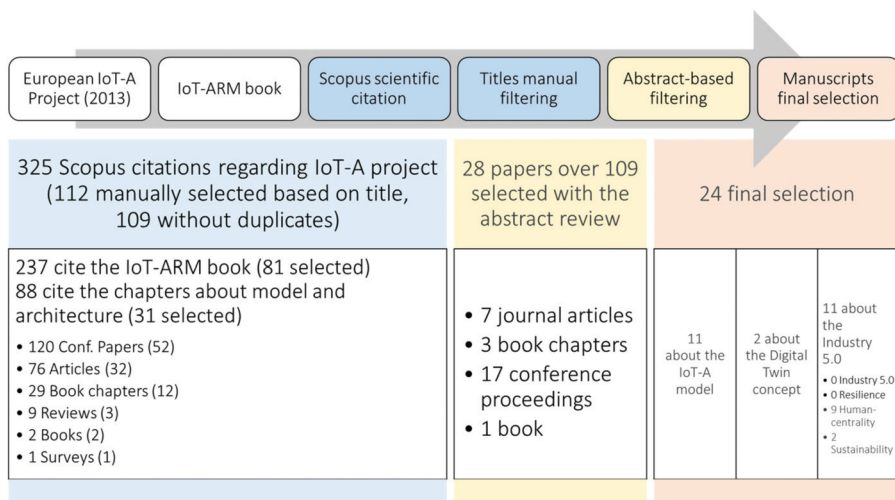 European IoT-A
Project (2013)
IoT-ARM book
Scopus scientific
citation
Titles manual
filtering
Abstract-based
filtering
Manuscripts
final selection
325 Scopus citations regarding IoT-A project
(112 manually selected based on title,
109 without duplicates)
28 papers over 109
selected with the
abstract review
24 final selection
237 cite the IoT-ARM book (81 selected)
88 cite the chapters about model and
architecture (31 selected)
• 120 Conf. Papers (52)
• 76 Articles (32)
• 29 Book chapters (12)
• 9 Reviews (3)
• 2 Books (2)
• 1 Surveys (1)
• 7 journal articles
• 3 book chapters
• 17 conference
proceedings
• 1 book
11
about the
IoT-A
model
2 about
the Digital
Twin
concept
11 about
the
Industry
5.0
• 0 Industry 5.0
• 0 Resilience
• 9 Human-
centrality
• 2
Sustainability